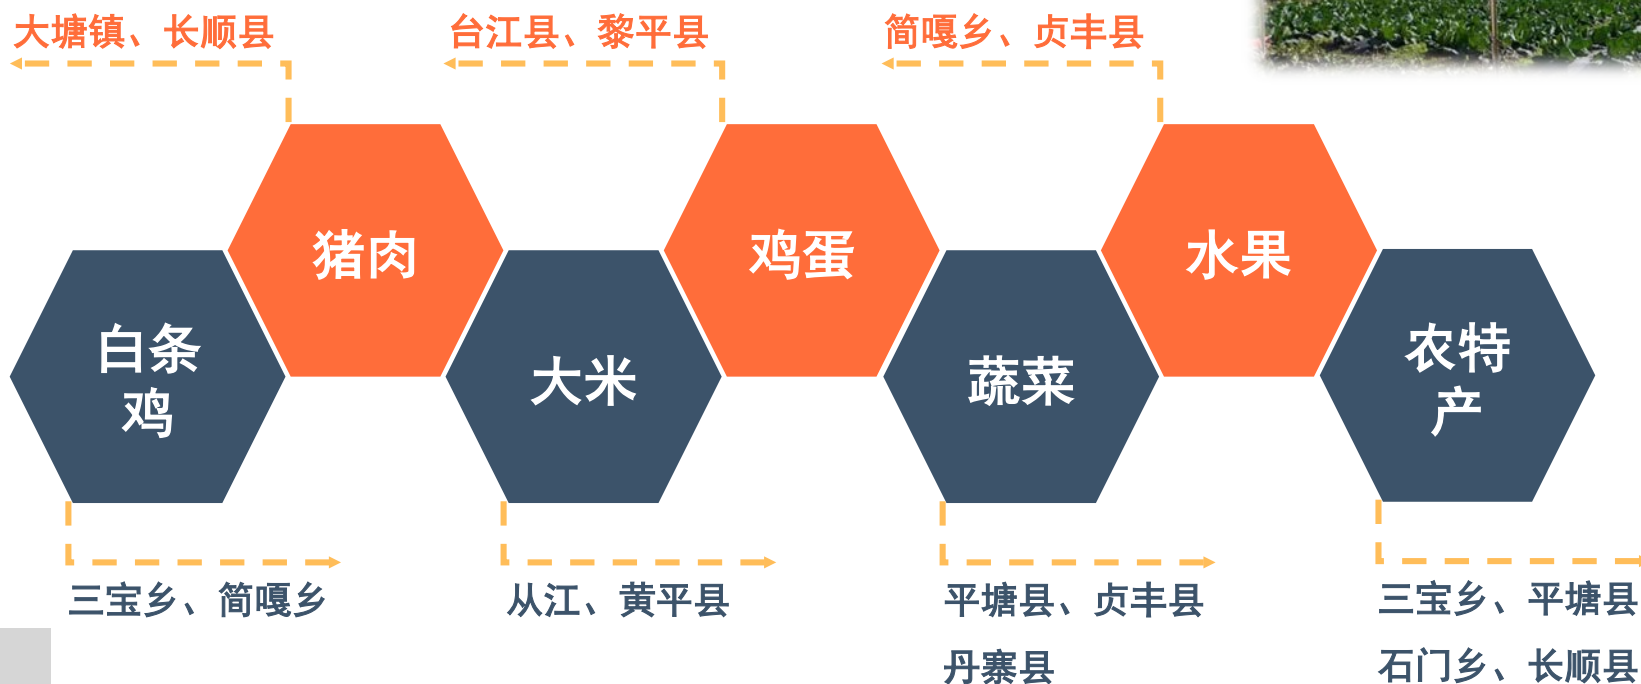 大塘镇、长顺县
台江县、黎平县
简嘎乡、贞丰县
猪肉
鸡蛋
水果
白条
鸡
大米
蔬菜
农特
产
三宝乡、简嘎乡
从江、黄平县
平塘县、贞丰县
丹寨县
三宝乡、平塘县
石门乡、长顺县